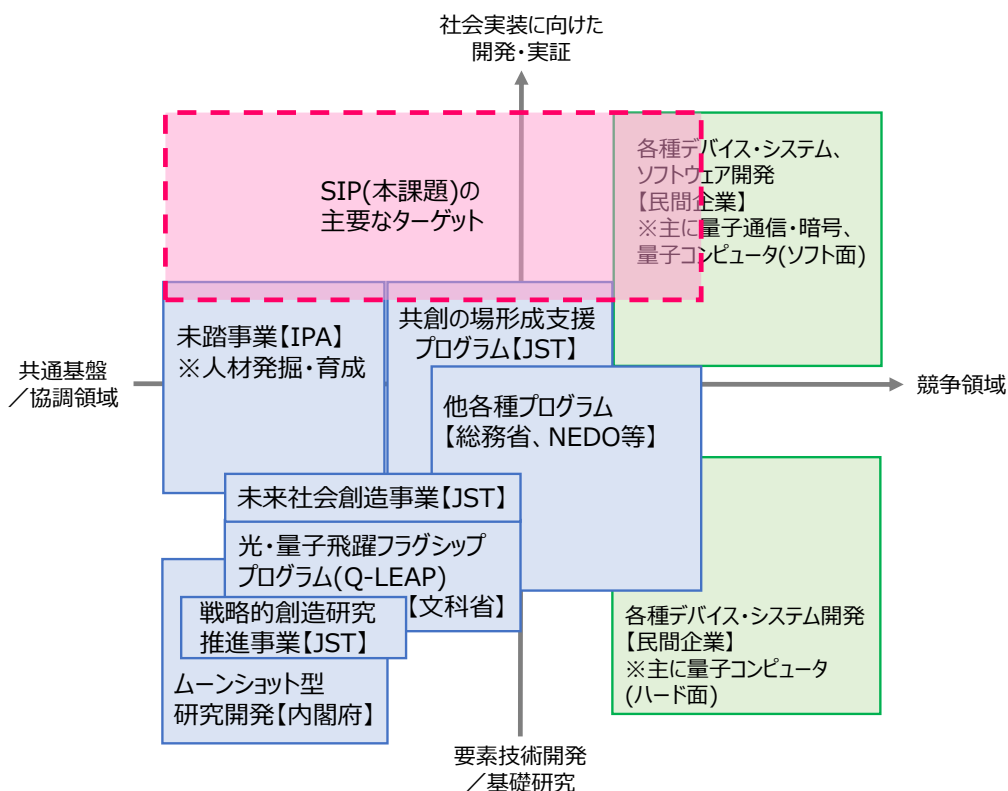 社会実装に向けた
開発・実証
SIP(本課題)の
主要なターゲット
各種デバイス・システム、
ソフトウェア開発
【民間企業】
※主に量子通信・暗号、
量子コンピュータ(ソフト面)
未踏事業【IPA】
※人材発掘・育成
共創の場形成支援
プログラム【JST】
共通基盤
／協調領域
競争領域
他各種プログラム
【総務省、NEDO等】
未来社会創造事業【JST】
光・量子飛躍フラグシップ
プログラム(Q-LEAP)
【文科省】
戦略的創造研究
推進事業【JST】
ムーンショット型
研究開発【内閣府】
各種デバイス・システム開発
【民間企業】
※主に量子コンピュータ
(ハード面)
要素技術開発
／基礎研究